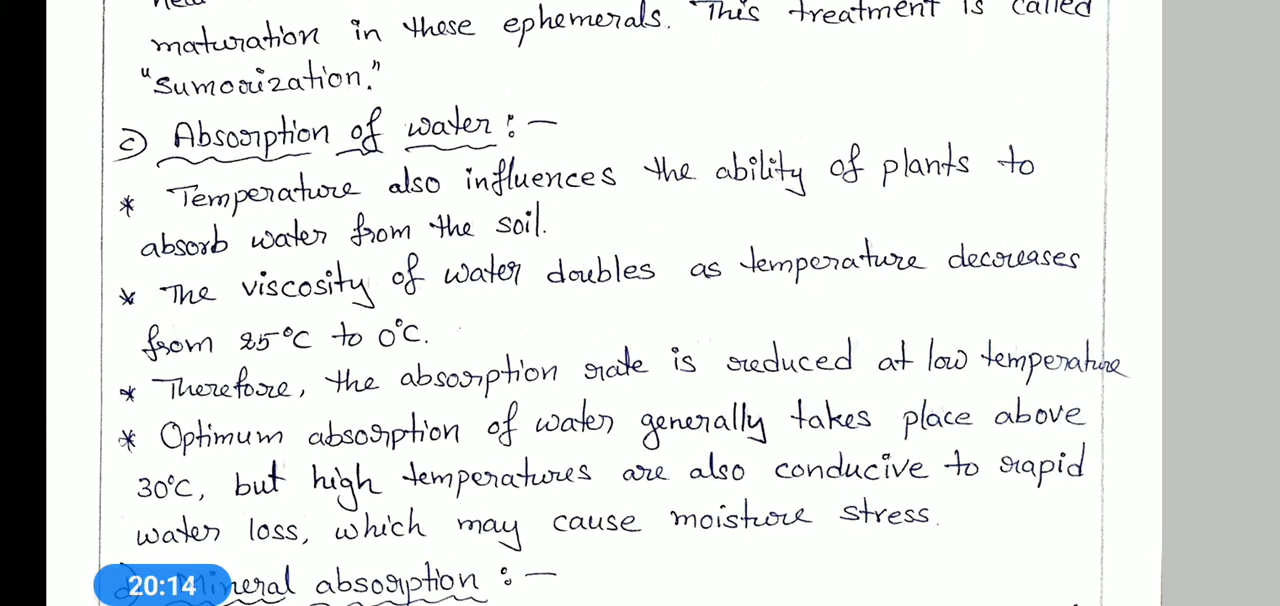 maturation in these ephemerals. This treatment is called
"sumorization."
c) Absorption of water : —
* Temperature also influences the ability of plants to
absorb water from the soil.
* The viscosity of water doubles as temperature decreases
from 25°C to 0°C.
* Therefore, the absorption rate is reduced at low temperature
* Optimum absorption of water generally takes place above
30°C, but high temperatures are also conducive to rapid
water loss, which may cause moisture stress.
20:14
Mineral absorption : —